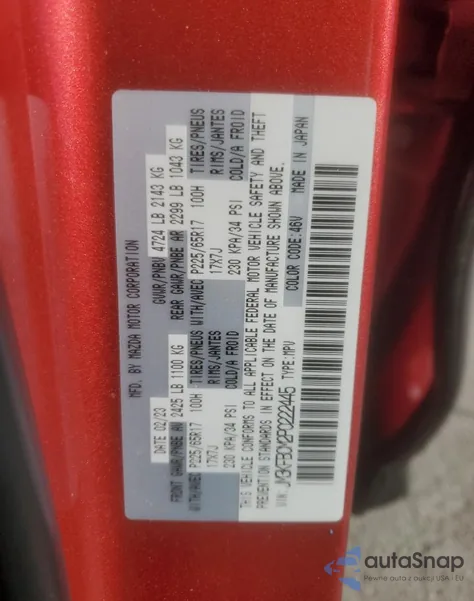 MFD. BY MAZDA MOTOR CORPORATION
DATE 02/23 GVWR/PNBV 4724 LB 2143 KG
FRONT GAWR/PNBE AV 2425 LB 1100 KG REAR GAWR/PNBE AR 2299 LB 1043 KG
WITH/AVEC P225/65R17 100H TIRES/PNEUS WITH/AVEC P225/65R17 100H TIRES/PNEUS
17X7J RIMS/JANTES 17X7J RIMS/JANTES
230 KPA/34 PSI COLD/A FROID 230 KPA/34 PSI COLD/A FROID
THIS VEHICLE CONFORMS TO ALL APPLICABLE FEDERAL MOTOR VEHICLE SAFETY AND THEFT
PREVENTION STANDARDS IN EFFECT ON THE DATE OF MANUFACTURE SHOWN ABOVE.
VIN: JM3KFBCM2P0222445 TYPE:MPV
COLOR CODE:46V MADE IN JAPAN
autaSnap
Pewne auta z aukcji USA i EU